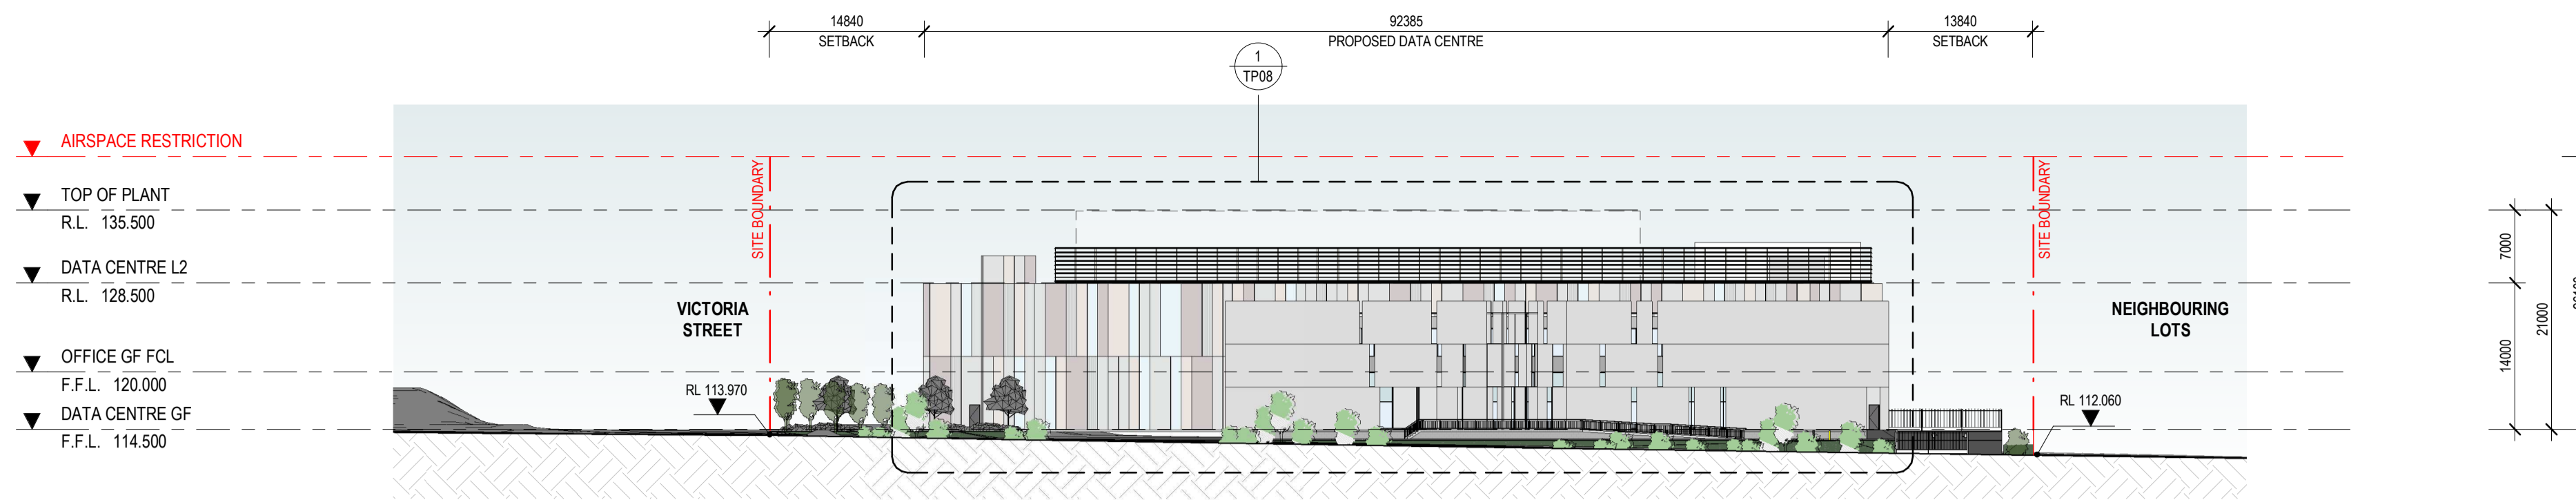 14840
SETBACK
92385
PROPOSED DATA CENTRE
13840
SETBACK
1
TP08
AIRSPACE RESTRICTION
TOP OF PLANT
R.L. 135.500
DATA CENTRE L2
R.L. 128.500
OFFICE GF FCL
F.F.L. 120.000
DATA CENTRE GF
F.F.L. 114.500
SITE BOUNDARY
VICTORIA
STREET
RL 113.970
SITE BOUNDARY
NEIGHBOURING
LOTS
RL 112.060
7000
14000
21000